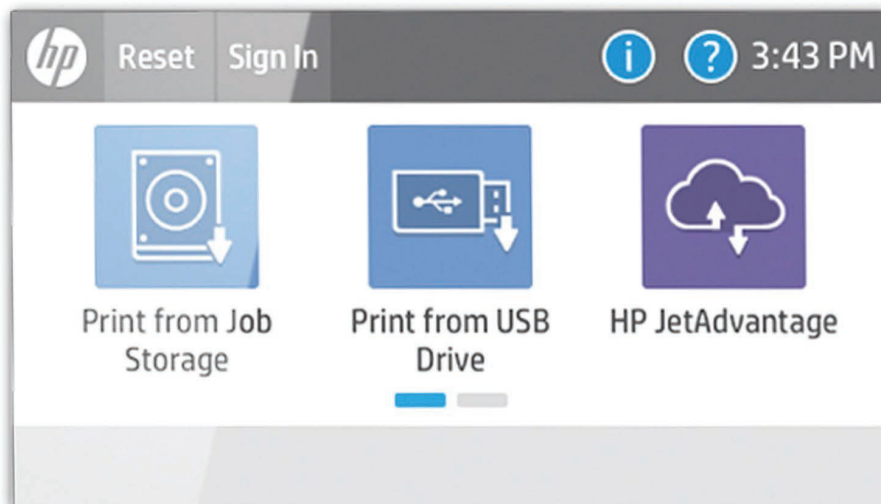 hp Reset Sign In i ? 3:43 PM
Print from Job Storage
Print from USB Drive
HP JetAdvantage